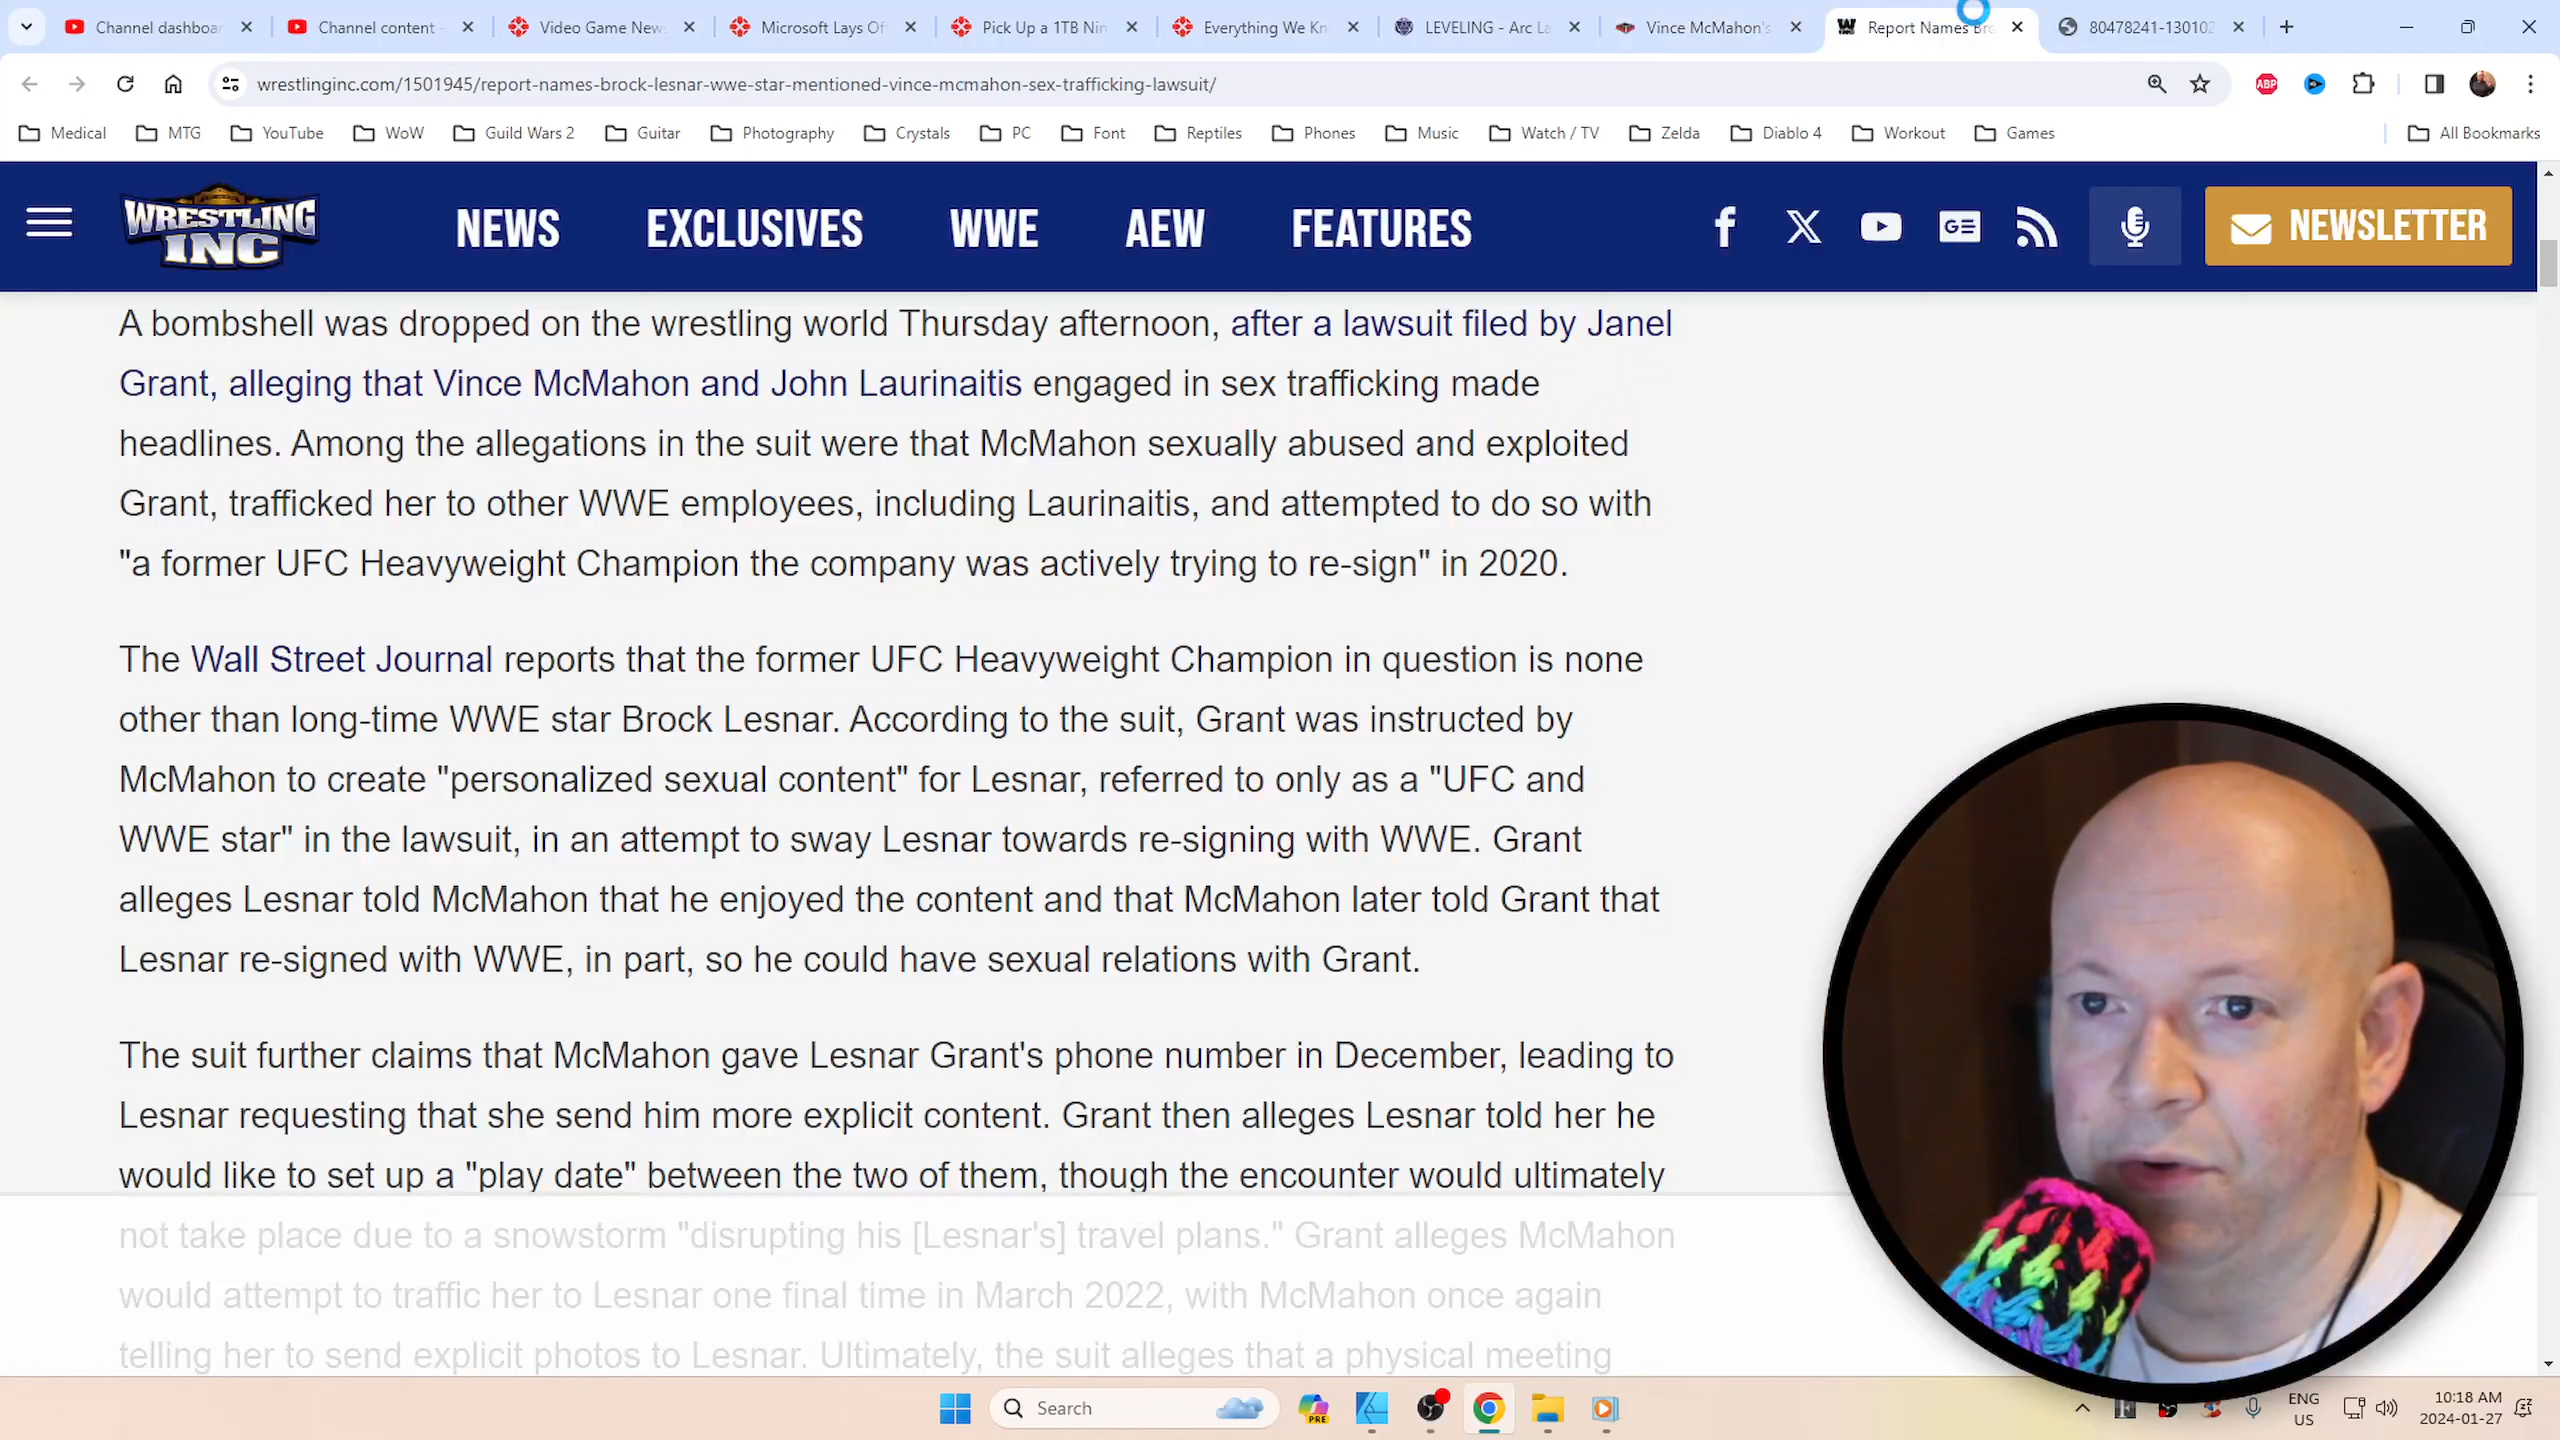 Channel dashboar
Channel content -
Video Game New
Microsoft Lays Of
Pick Up a 1TB Nin
Everything We Kn
LEVELING - Arc La
Vince McMahon's
Report Names Bro
80478241-130102
wrestlinginc.com/1501945/report-names-brock-lesnar-wwe-star-mentioned-vince-mcmahon-sex-trafficking-lawsuit/
ABP
Medical
MTG
YouTube
WoW
Guild Wars 2
Guitar
Photography
Crystals
PC
Font
Reptiles
Phones
Music
Watch / TV
Zelda
Diablo 4
Workout
Games
All Bookmarks
WRESTLING
INC
NEWS
EXCLUSIVES
WWE
AEW
FEATURES
NEWSLETTER
A bombshell was dropped on the wrestling world Thursday afternoon, after a lawsuit filed by Janel
Grant, alleging that Vince McMahon and John Laurinaitis engaged in sex trafficking made
headlines. Among the allegations in the suit were that McMahon sexually abused and exploited
Grant, trafficked her to other WWE employees, including Laurinaitis, and attempted to do so with
"a former UFC Heavyweight Champion the company was actively trying to re-sign" in 2020.
The Wall Street Journal reports that the former UFC Heavyweight Champion in question is none
other than long-time WWE star Brock Lesnar. According to the suit, Grant was instructed by
McMahon to create "personalized sexual content" for Lesnar, referred to only as a "UFC and
WWE star" in the lawsuit, in an attempt to sway Lesnar towards re-signing with WWE. Grant
alleges Lesnar told McMahon that he enjoyed the content and that McMahon later told Grant that
Lesnar re-signed with WWE, in part, so he could have sexual relations with Grant.
The suit further claims that McMahon gave Lesnar Grant's phone number in December, leading to
Lesnar requesting that she send him more explicit content. Grant then alleges Lesnar told her he
would like to set up a "play date" between the two of them, though the encounter would ultimately
not take place due to a snowstorm "disrupting his [Lesnar's] travel plans." Grant alleges McMahon
would attempt to traffic her to Lesnar one final time in March 2022, with McMahon once again
telling her to send explicit photos to Lesnar. Ultimately, the suit alleges that a physical meeting
Search
PRE
ENG
US
10:18 AM
2024-01-27